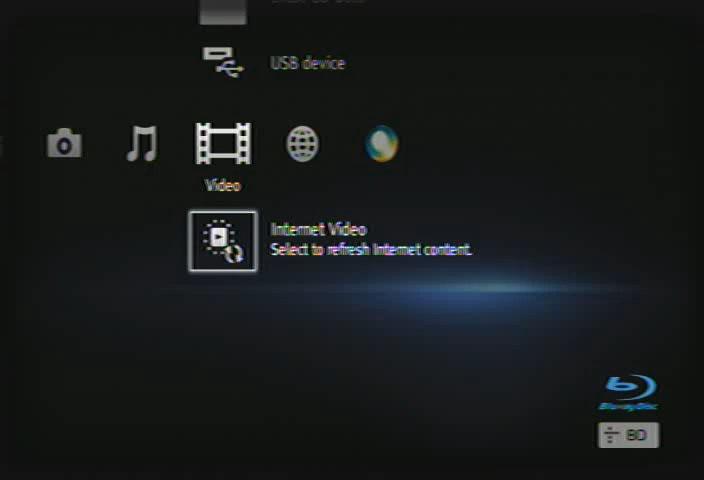 USB device
Video
Internet Video
Select to refresh Internet content.
Blu-ray Disc
BD